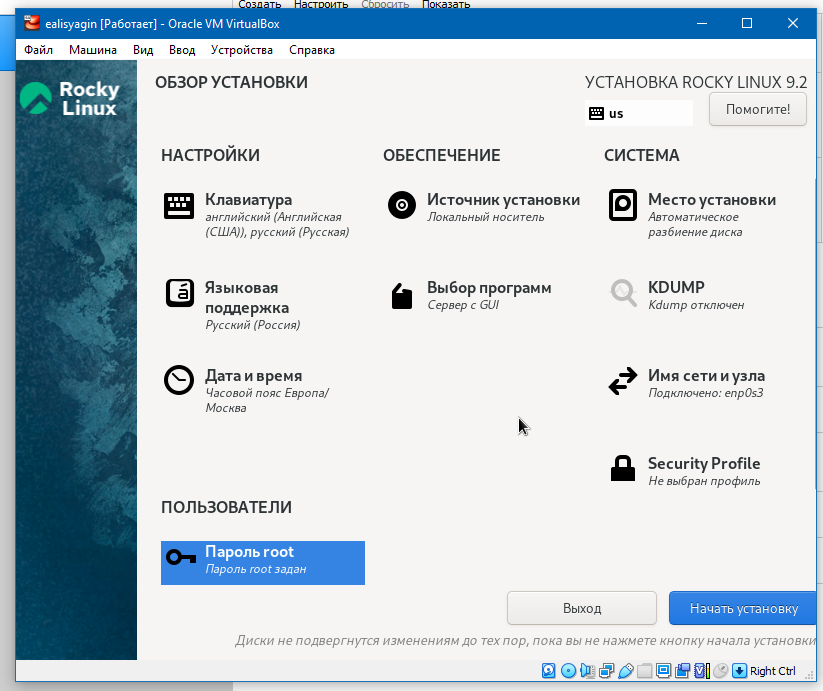 Создать Настроить Сбросить Показать
ealisyagin [Работает] - Oracle VM VirtualBox
Файл Машина Вид Ввод Устройства Справка
Rocky
Linux
ОБЗОР УСТАНОВКИ
УСТАНОВКА ROCKY LINUX 9.2
us
Помогите!
НАСТРОЙКИ
Клавиатура
английский (Английская
(США)), русский (Русская)
Языковая
поддержка
Русский (Россия)
Дата и время
Часовой пояс Европа/
Москва
ОБЕСПЕЧЕНИЕ
Источник установки
Локальный носитель
Выбор программ
Сервер с GUI
СИСТЕМА
Место установки
Автоматическое
разбиение диска
KDUMP
Kdump отключен
Имя сети и узла
Подключено: enp0s3
Security Profile
Не выбран профиль
ПОЛЬЗОВАТЕЛИ
Пароль root
Пароль root задан
Выход
Начать установку
Диски не подвергнутся изменениям до тех пор, пока вы не нажмете кнопку начала установки
Right Ctrl